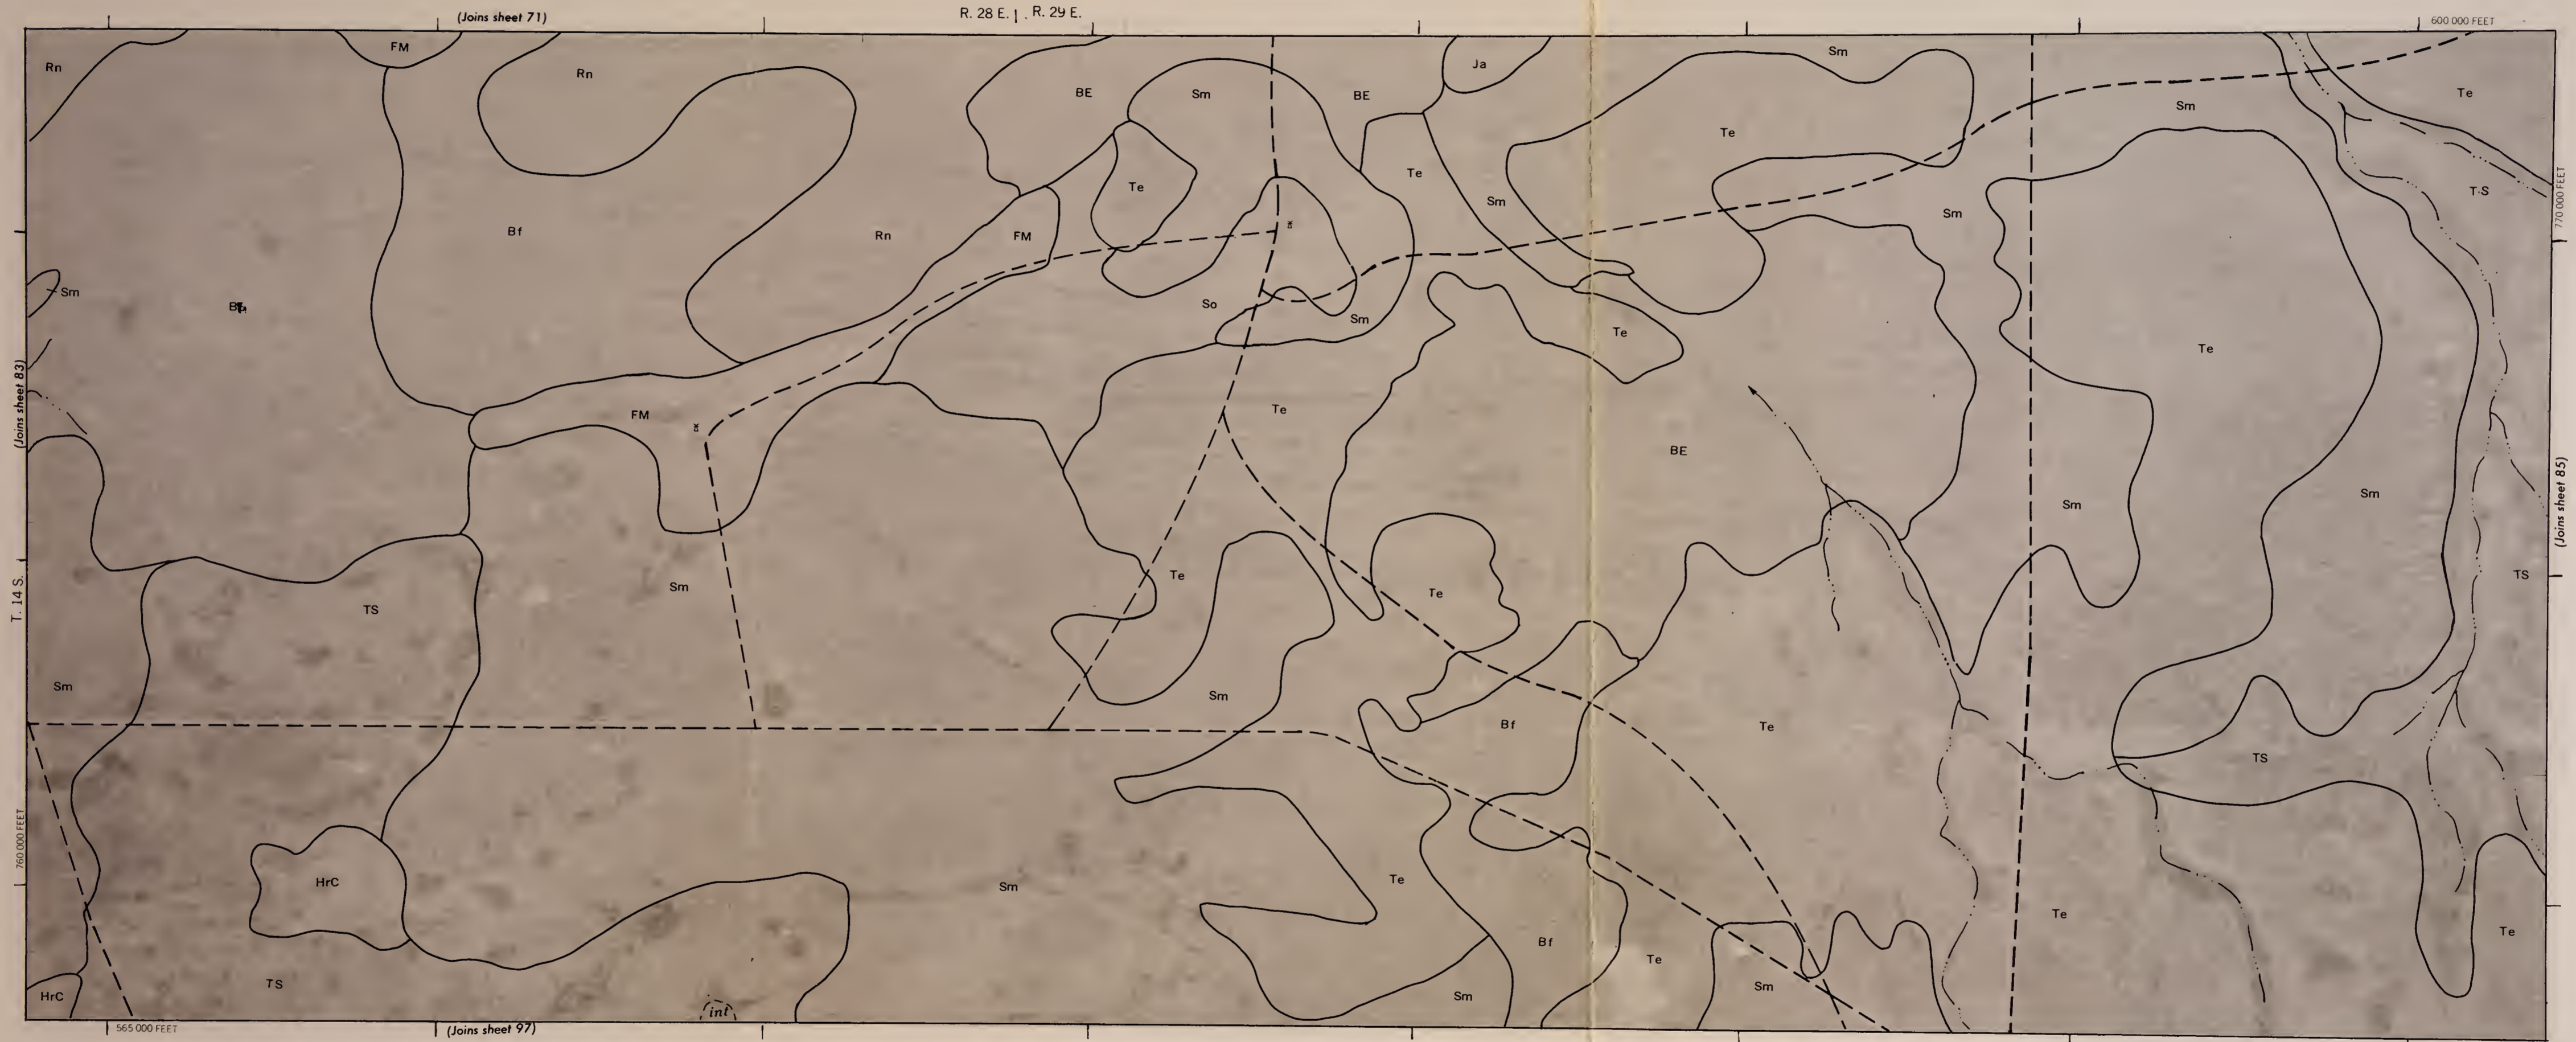 (Joins sheet 71)
R. 28 E. | R. 29 E.
600 000 FEET
FM
Rn
Rn
Ja
Sm
BE
Sm
BE
Te
Sm
Te
Te
Te
T S
770 000 FEET
Sm
Sm
Bf
Rn
FM
Sm
So
Sm
Te
Te
(Joins sheet 83)
Te
FM
BE
Sm
Sm
(Joins sheet 85)
T. 14 S.
TS
Sm
Te
Te
TS
Sm
Sm
Bf
Te
TS
760 000 FEET
HrC
Sm
Te
Te
Bf
Te
Te
HrC
TS
int
Sm
Sm
565 000 FEET
(Joins sheet 97)